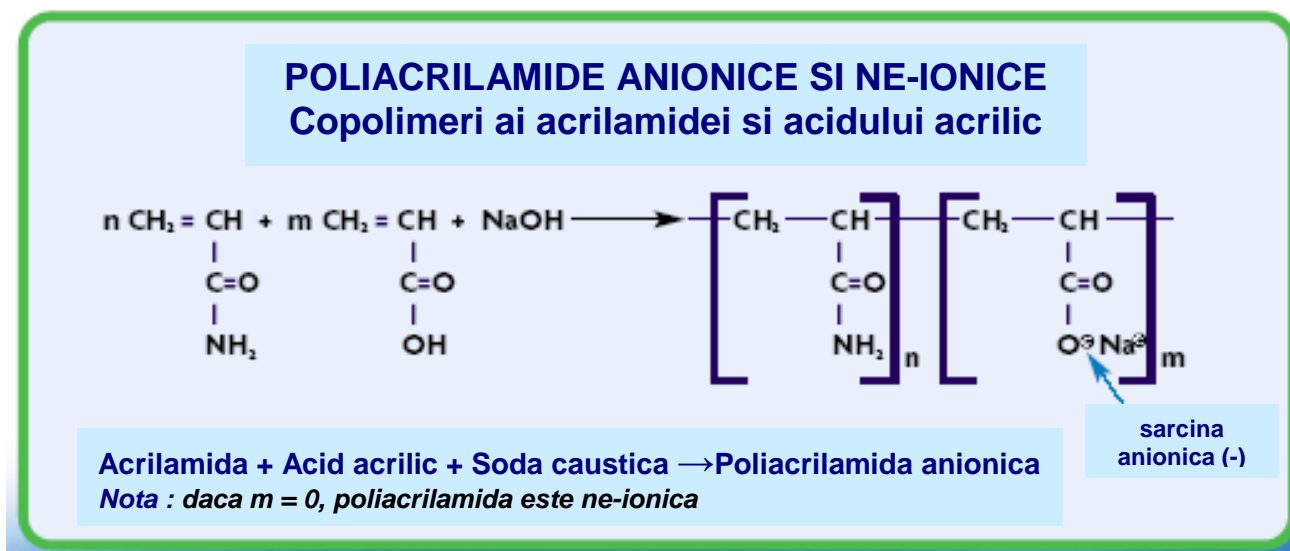 POLIACRILAMIDE ANIONICE SI NE-IONICE
Copolimeri ai acrilamidei si acidului acrilic
n CH₂ = CH + m CH₂ = CH + NaOH ⟶ [CH₂ — CH] [CH₂ — CH]
C=O C=O C=O C=O
NH₂ OH NH₂ n O⊖ Na⊕ m
sarcina
anionica (-)
Acrilamida + Acid acrilic + Soda caustica →Poliacrilamida anionica
Nota : daca m = 0, poliacrilamida este ne-ionica